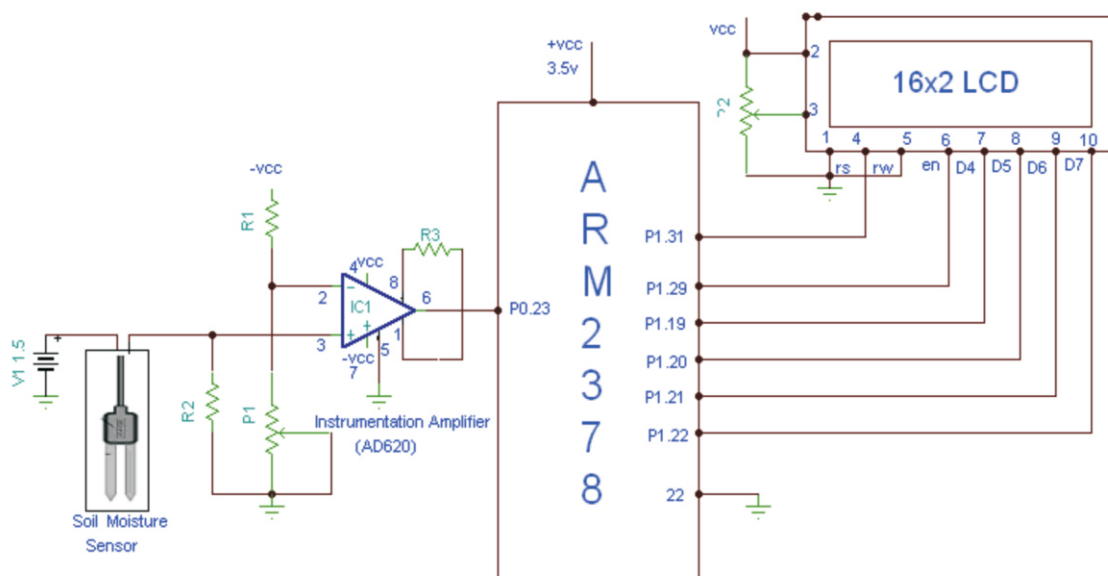 +vcc
3.5v
vcc
2
16x2 LCD
3
1 4 5 6 7 8 9 10
rs rw en D4 D5 D6 D7
-vcc
R1
A
R
M
2
3
7
8
P1.31
P1.29
P1.19
P1.20
P1.21
P1.22
22
R3
4 vcc
8
2
IC1
6
P0.23
3
1
-vcc 5
7
V1 1.5
R2
P1
Instrumentation Amplifier
(AD620)
Soil Moisture
Sensor